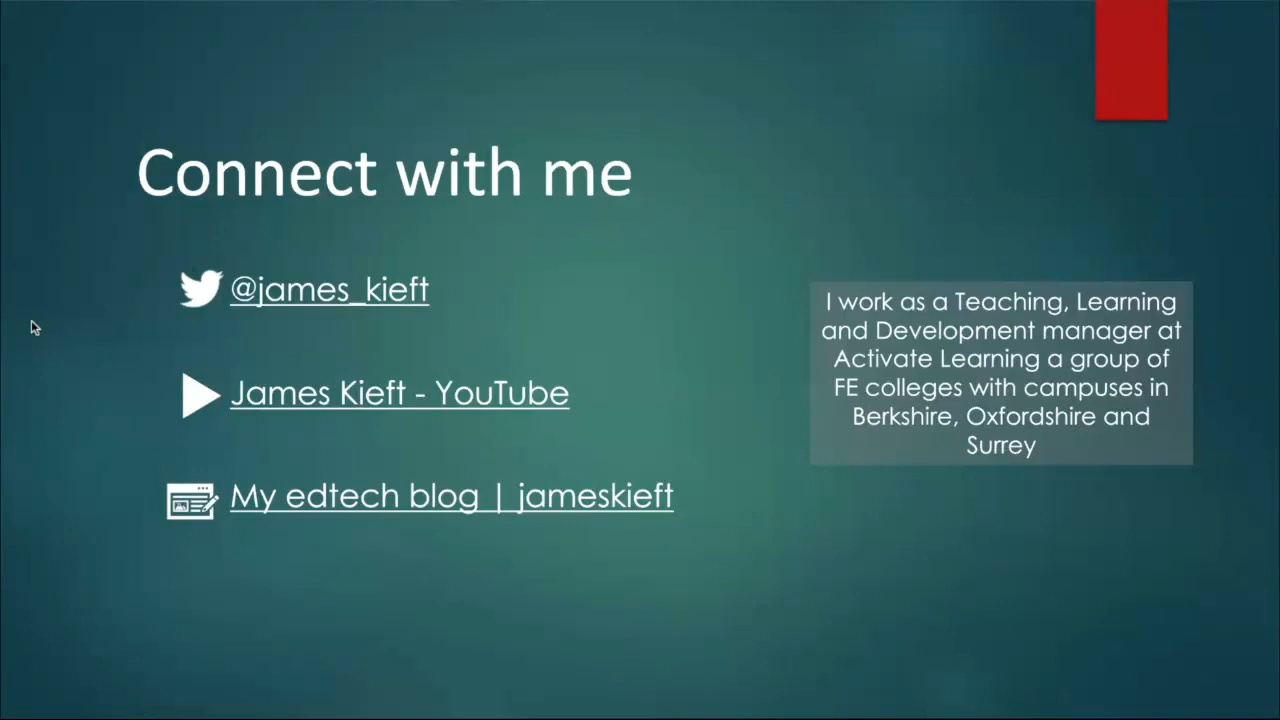 Connect with me
@james_kieft
James Kieft - YouTube
My edtech blog | jameskieft
I work as a Teaching, Learning
and Development manager at
Activate Learning a group of
FE colleges with campuses in
Berkshire, Oxfordshire and
Surrey